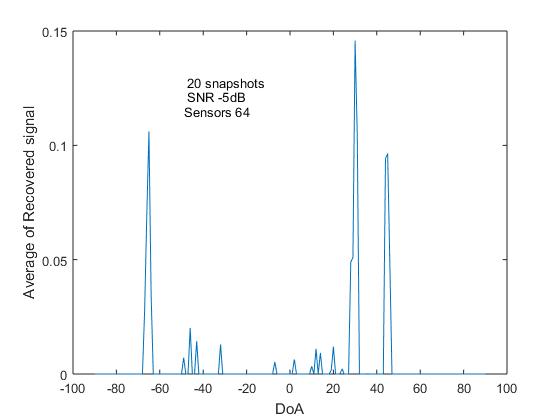 0.15
20 snapshots
SNR -5dB
Sensors 64
0.1
Average of Recovered signal
0.05
0
-100 -80 -60 -40 -20 0 20 40 60 80 100
DoA